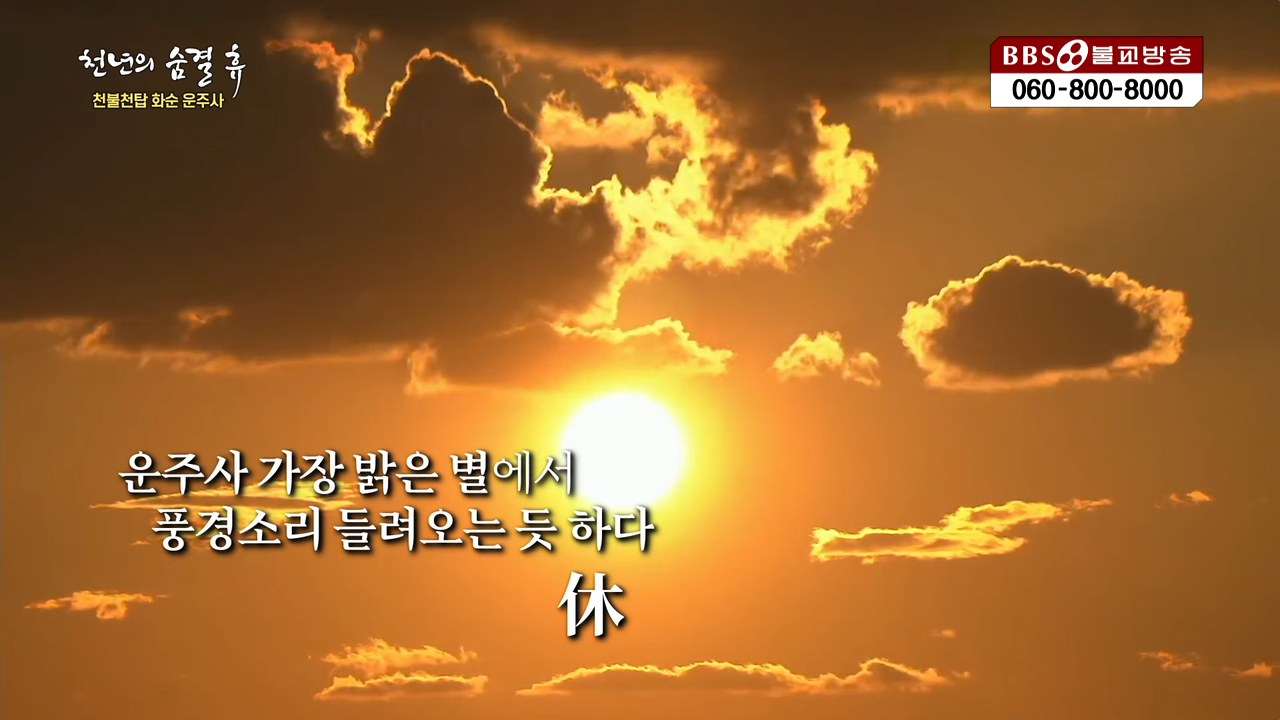 천년의 숨결 휴
천불천탑 화순 운주사
BBS 불교방송
060-800-8000
운주사 가장 밝은 별에서
풍경소리 들려오는 듯 하다
休